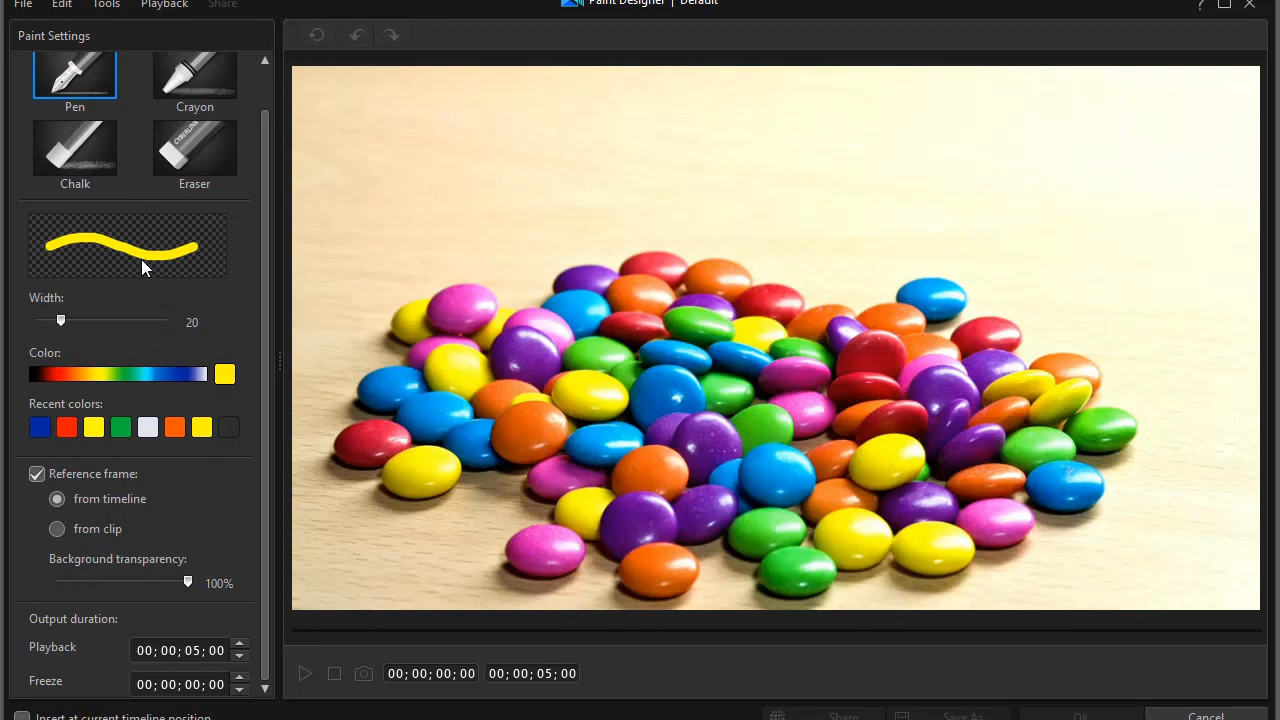 File Edit Tools Playback Share
Paint Designer | Default
?
Paint Settings
Pen Crayon
CYBERLINK
Chalk Eraser
Width:
20
Color:
Recent colors:
Reference frame:
from timeline
from clip
Background transparency:
100%
Output duration:
Playback 00; 00; 05; 00
Freeze 00; 00; 00; 00
00; 00; 00; 00 00; 00; 05; 00
Insert at current timeline position
Share Save As OK Cancel